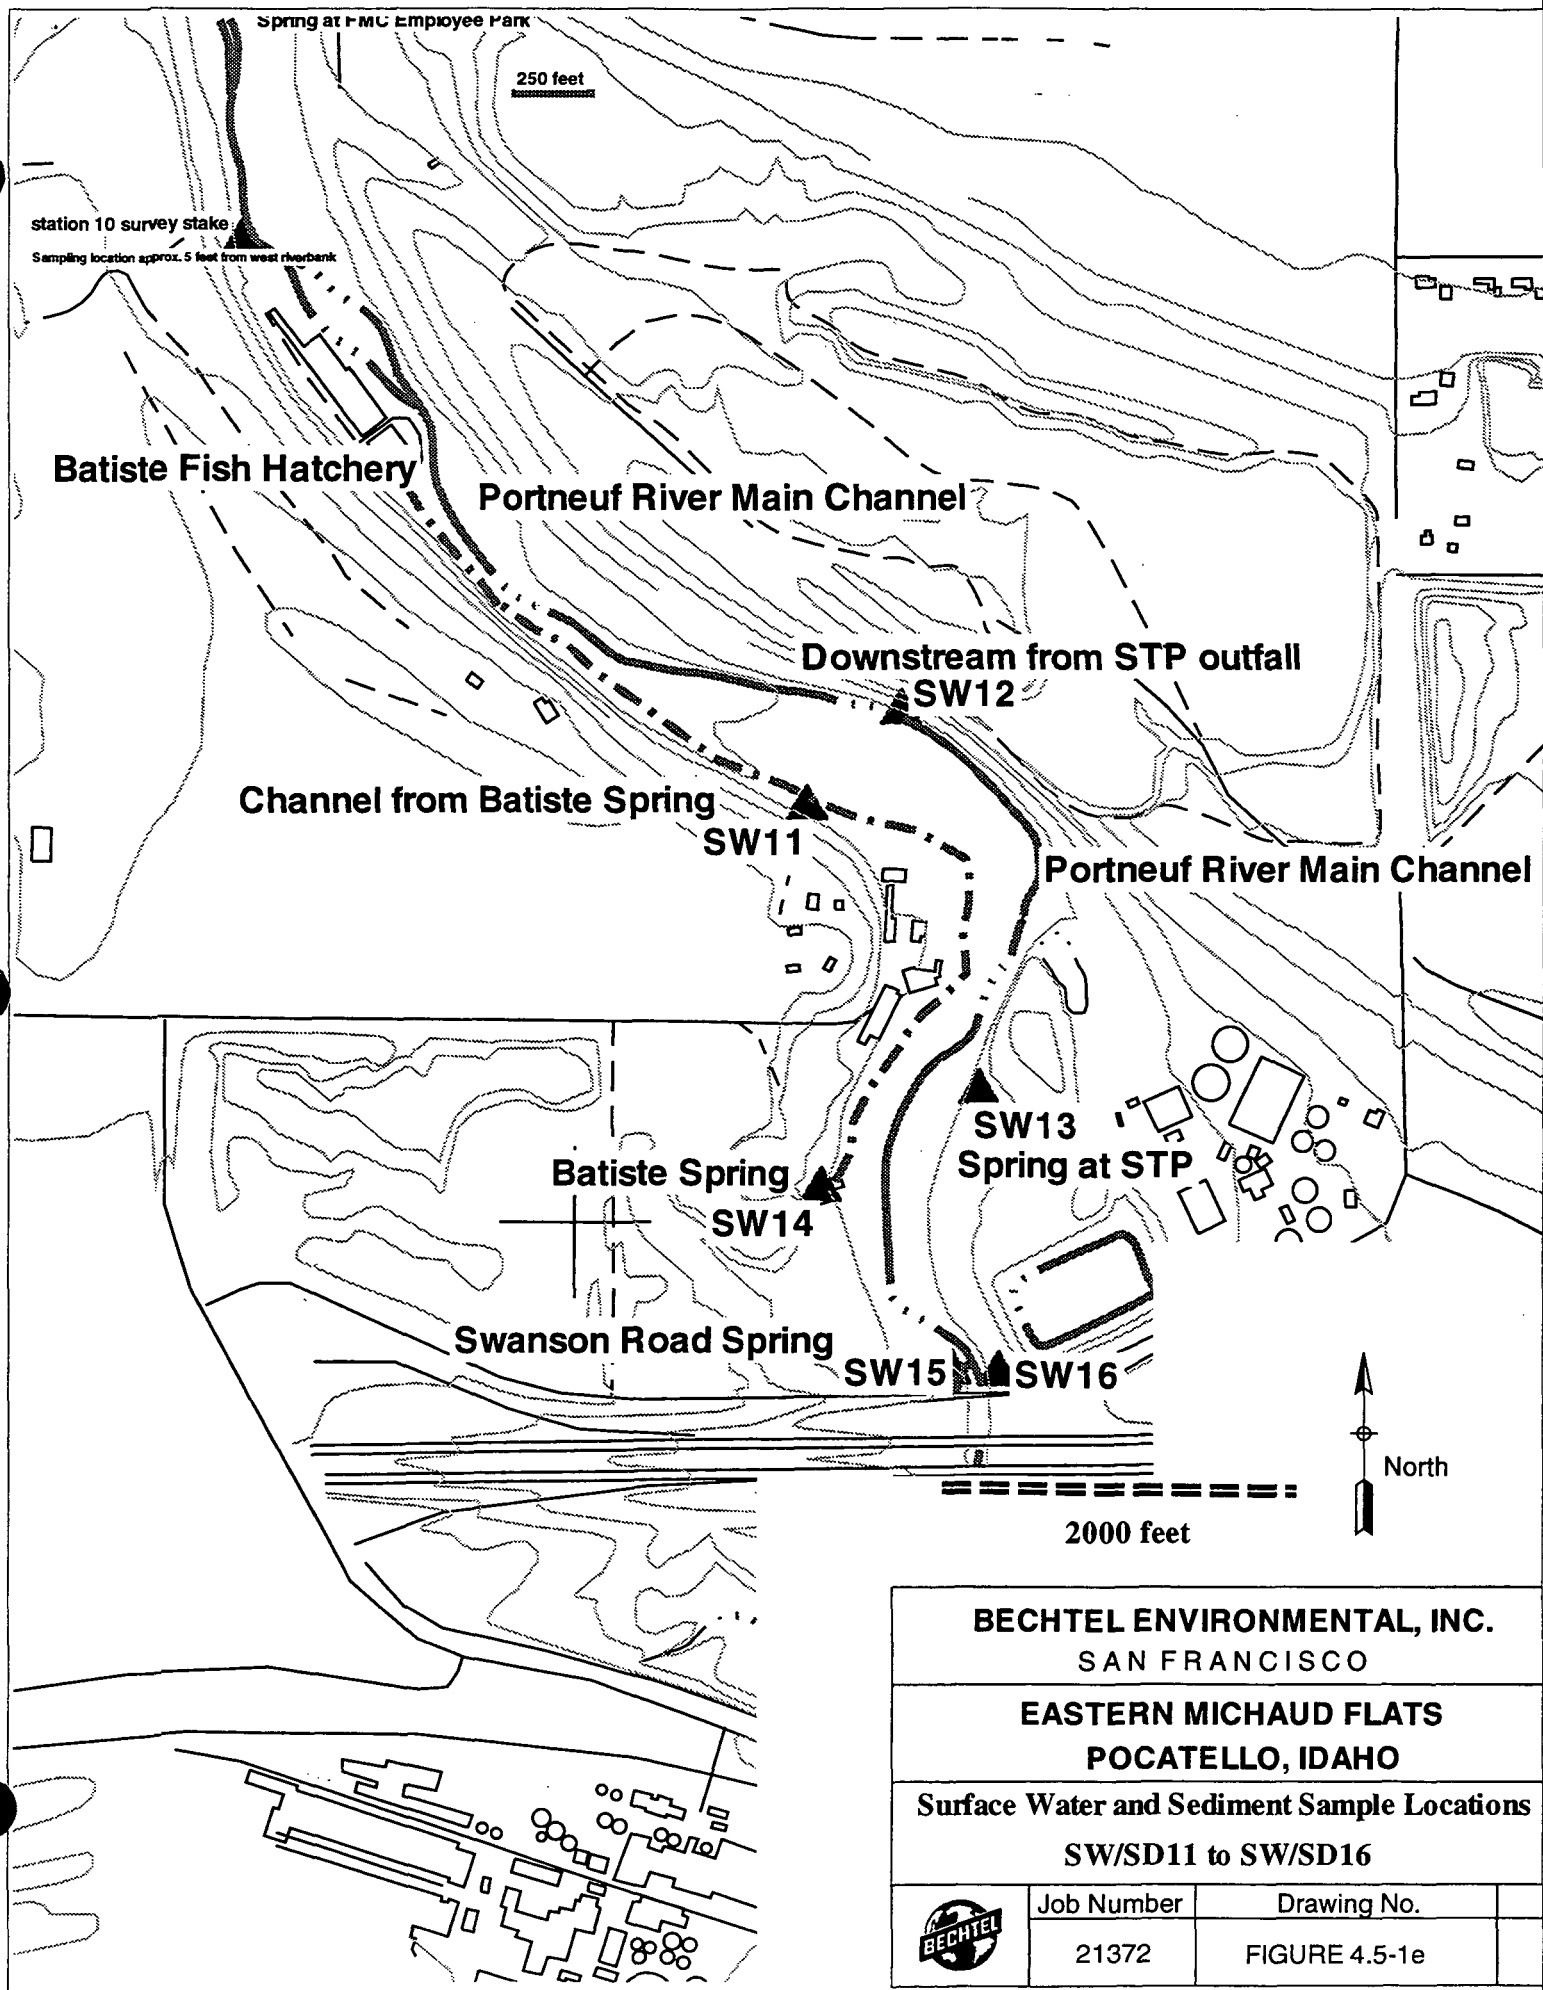 Spring at FMC Employee Park
250 feet
station 10 survey stake
Sampling location approx. 5 feet from west riverbank
Batiste Fish Hatchery
Portneuf River Main Channel
Downstream from STP outfall
SW12
Channel from Batiste Spring
SW11
Portneuf River Main Channel
SW13
Spring at STP
Batiste Spring
SW14
Swanson Road Spring
SW15
SW16
North
2000 feet
BECHTEL ENVIRONMENTAL, INC.
SAN FRANCISCO
EASTERN MICHAUD FLATS
POCATELLO, IDAHO
Surface Water and Sediment Sample Locations
SW/SD11 to SW/SD16
BECHTEL
Job Number
Drawing No.
21372
FIGURE 4.5-1e